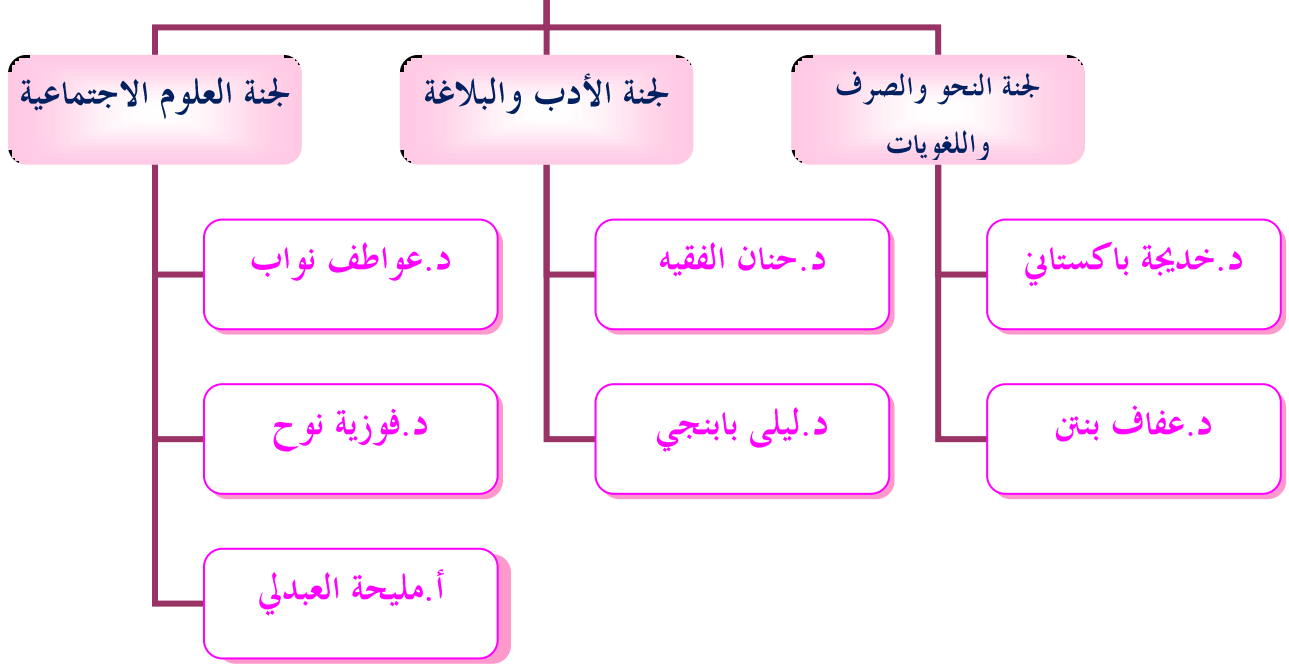 لجنة النحو والصرف
واللغويات
لجنة الأدب والبلاغة
لجنة العلوم الاجتماعية
د.خديجة باكستاني
د.حنان الفقيه
د.عواطف نواب
د.عفاف بنتن
د.ليلى بابنجي
د.فوزية نوح
أ.مليحة العبدلي